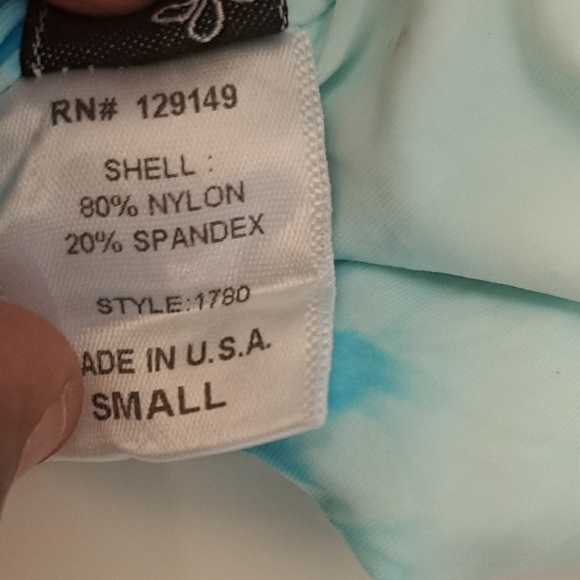 RN# 129149
SHELL :
80% NYLON
20% SPANDEX
STYLE:1780
ADE IN U.S.A.
SMALL